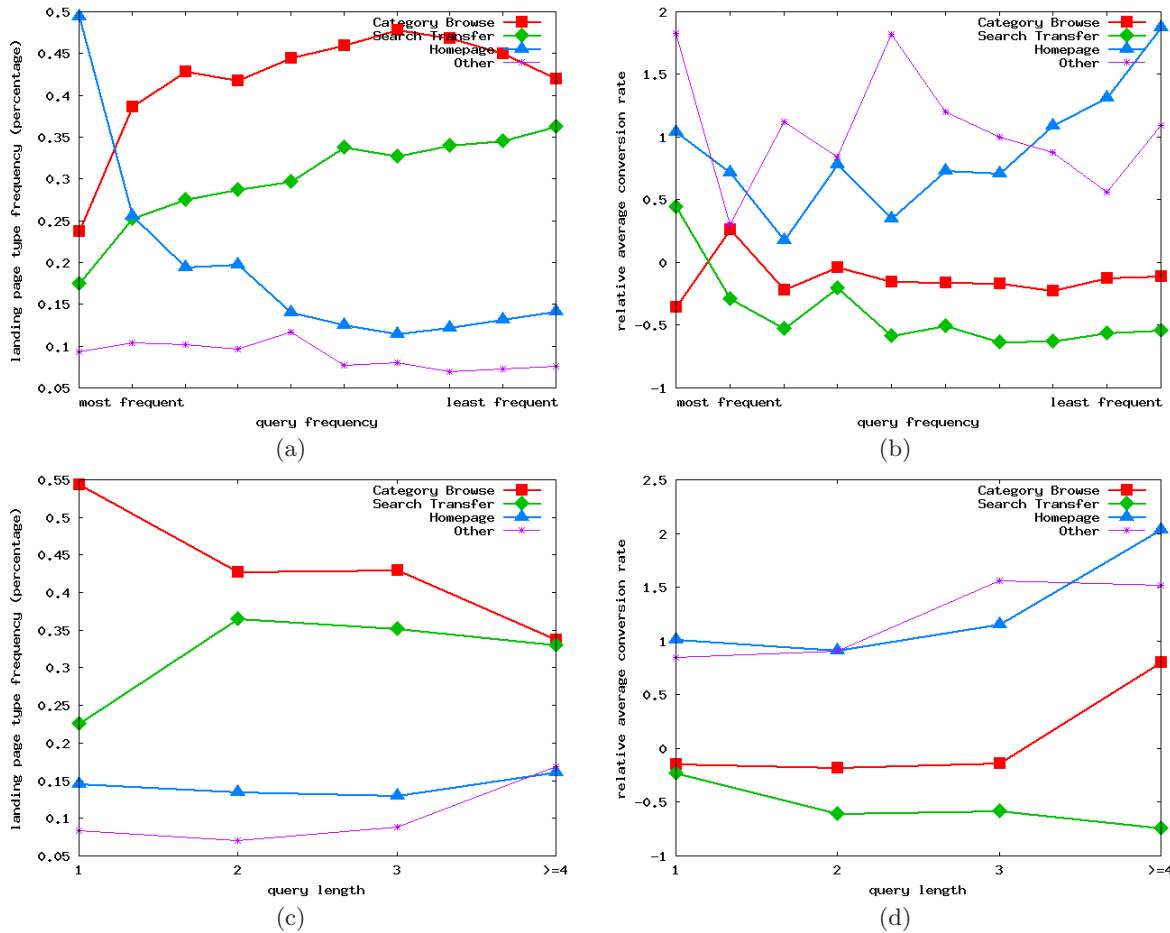 0.5
0.45
0.4
0.35
0.3
0.25
0.2
0.15
0.1
0.05
landing page type frequency (percentage)
Category Browse
Search Transfer
Homepage
Other
most frequent
least frequent
query frequency
(a)
2
1.5
1
0.5
0
-0.5
-1
relative average conversion rate
Category Browse
Search Transfer
Homepage
Other
most frequent
least frequent
query frequency
(b)
0.55
0.5
0.45
0.4
0.35
0.3
0.25
0.2
0.15
0.1
0.05
landing page type frequency (percentage)
Category Browse
Search Transfer
Homepage
Other
1
2
3
>=4
query length
(c)
2.5
2
1.5
1
0.5
0
-0.5
-1
relative average conversion rate
Category Browse
Search Transfer
Homepage
Other
1
2
3
>=4
query length
(d)